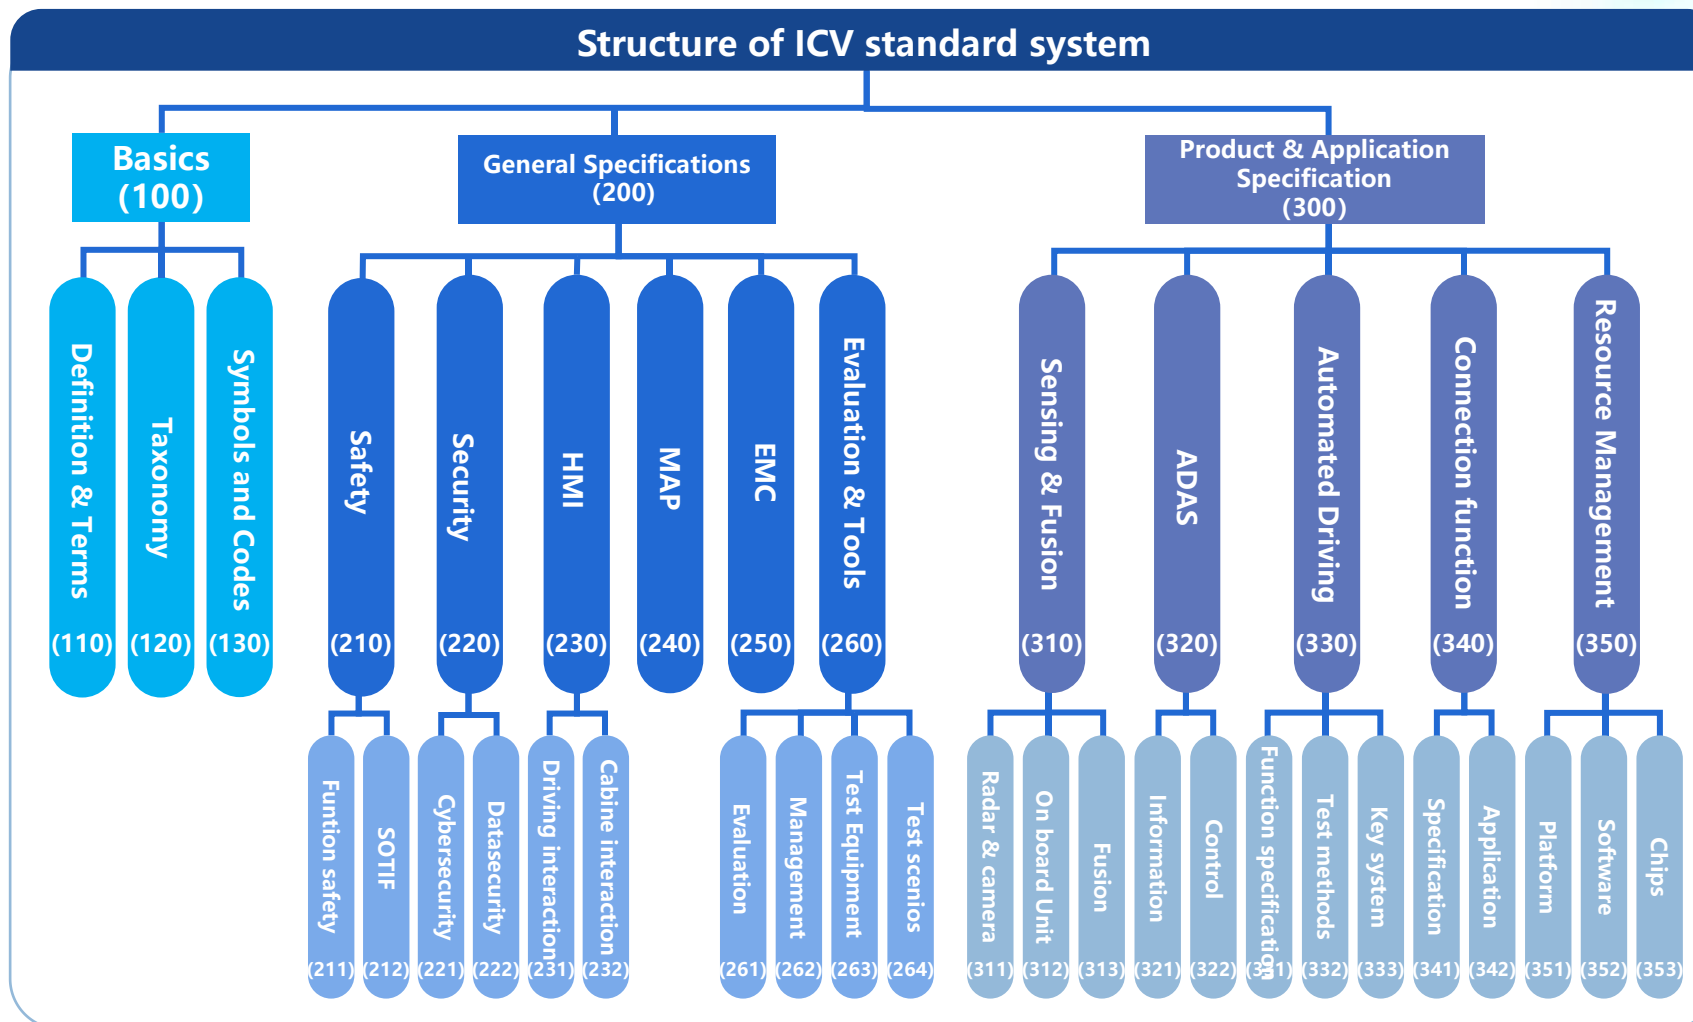 Structure of ICV standard system
Basics
(100)
General Specifications
(200)
Product & Application
Specification
(300)
Definition & Terms
(110)
Taxonomy
(120)
Symbols and Codes
(130)
Safety
(210)
Security
(220)
HMI
(230)
MAP
(240)
EMC
(250)
Evaluation & Tools
(260)
Sensing & Fusion
(310)
ADAS
(320)
Automated Driving
(330)
Connection function
(340)
Resource Management
(350)
Funtion safety
(211)
SOTIF
(212)
Cybersecurity
(221)
Datasecurity
(222)
Driving interaction
(231)
Cabine interaction
(232)
Evaluation
(261)
Management
(262)
Test Equipment
(263)
Test scenios
(264)
Radar & camera
(311)
On board Unit
(312)
Fusion
(313)
Information
(321)
Control
(322)
Function specification
(331)
Test methods
(332)
Key system
(333)
Specification
(341)
Application
(342)
Platform
(351)
Software
(352)
Chips
(353)